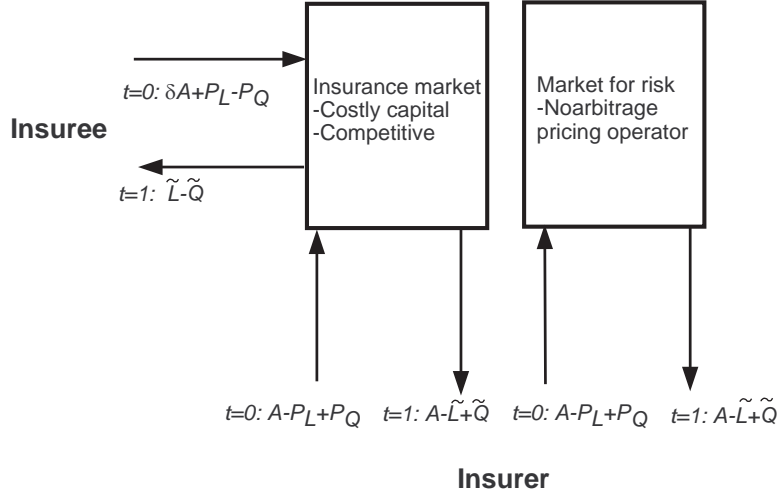 t=0: δA+P_L-P_Q
Insurance market
-Costly capital
-Competitive
Market for risk
-Noarbitrage
pricing operator
Insuree
t=1: L̃-Q̃
t=0: A-P_L+P_Q
t=1: A-L̃+Q̃
t=0: A-P_L+P_Q
t=1: A-L̃+Q̃
Insurer